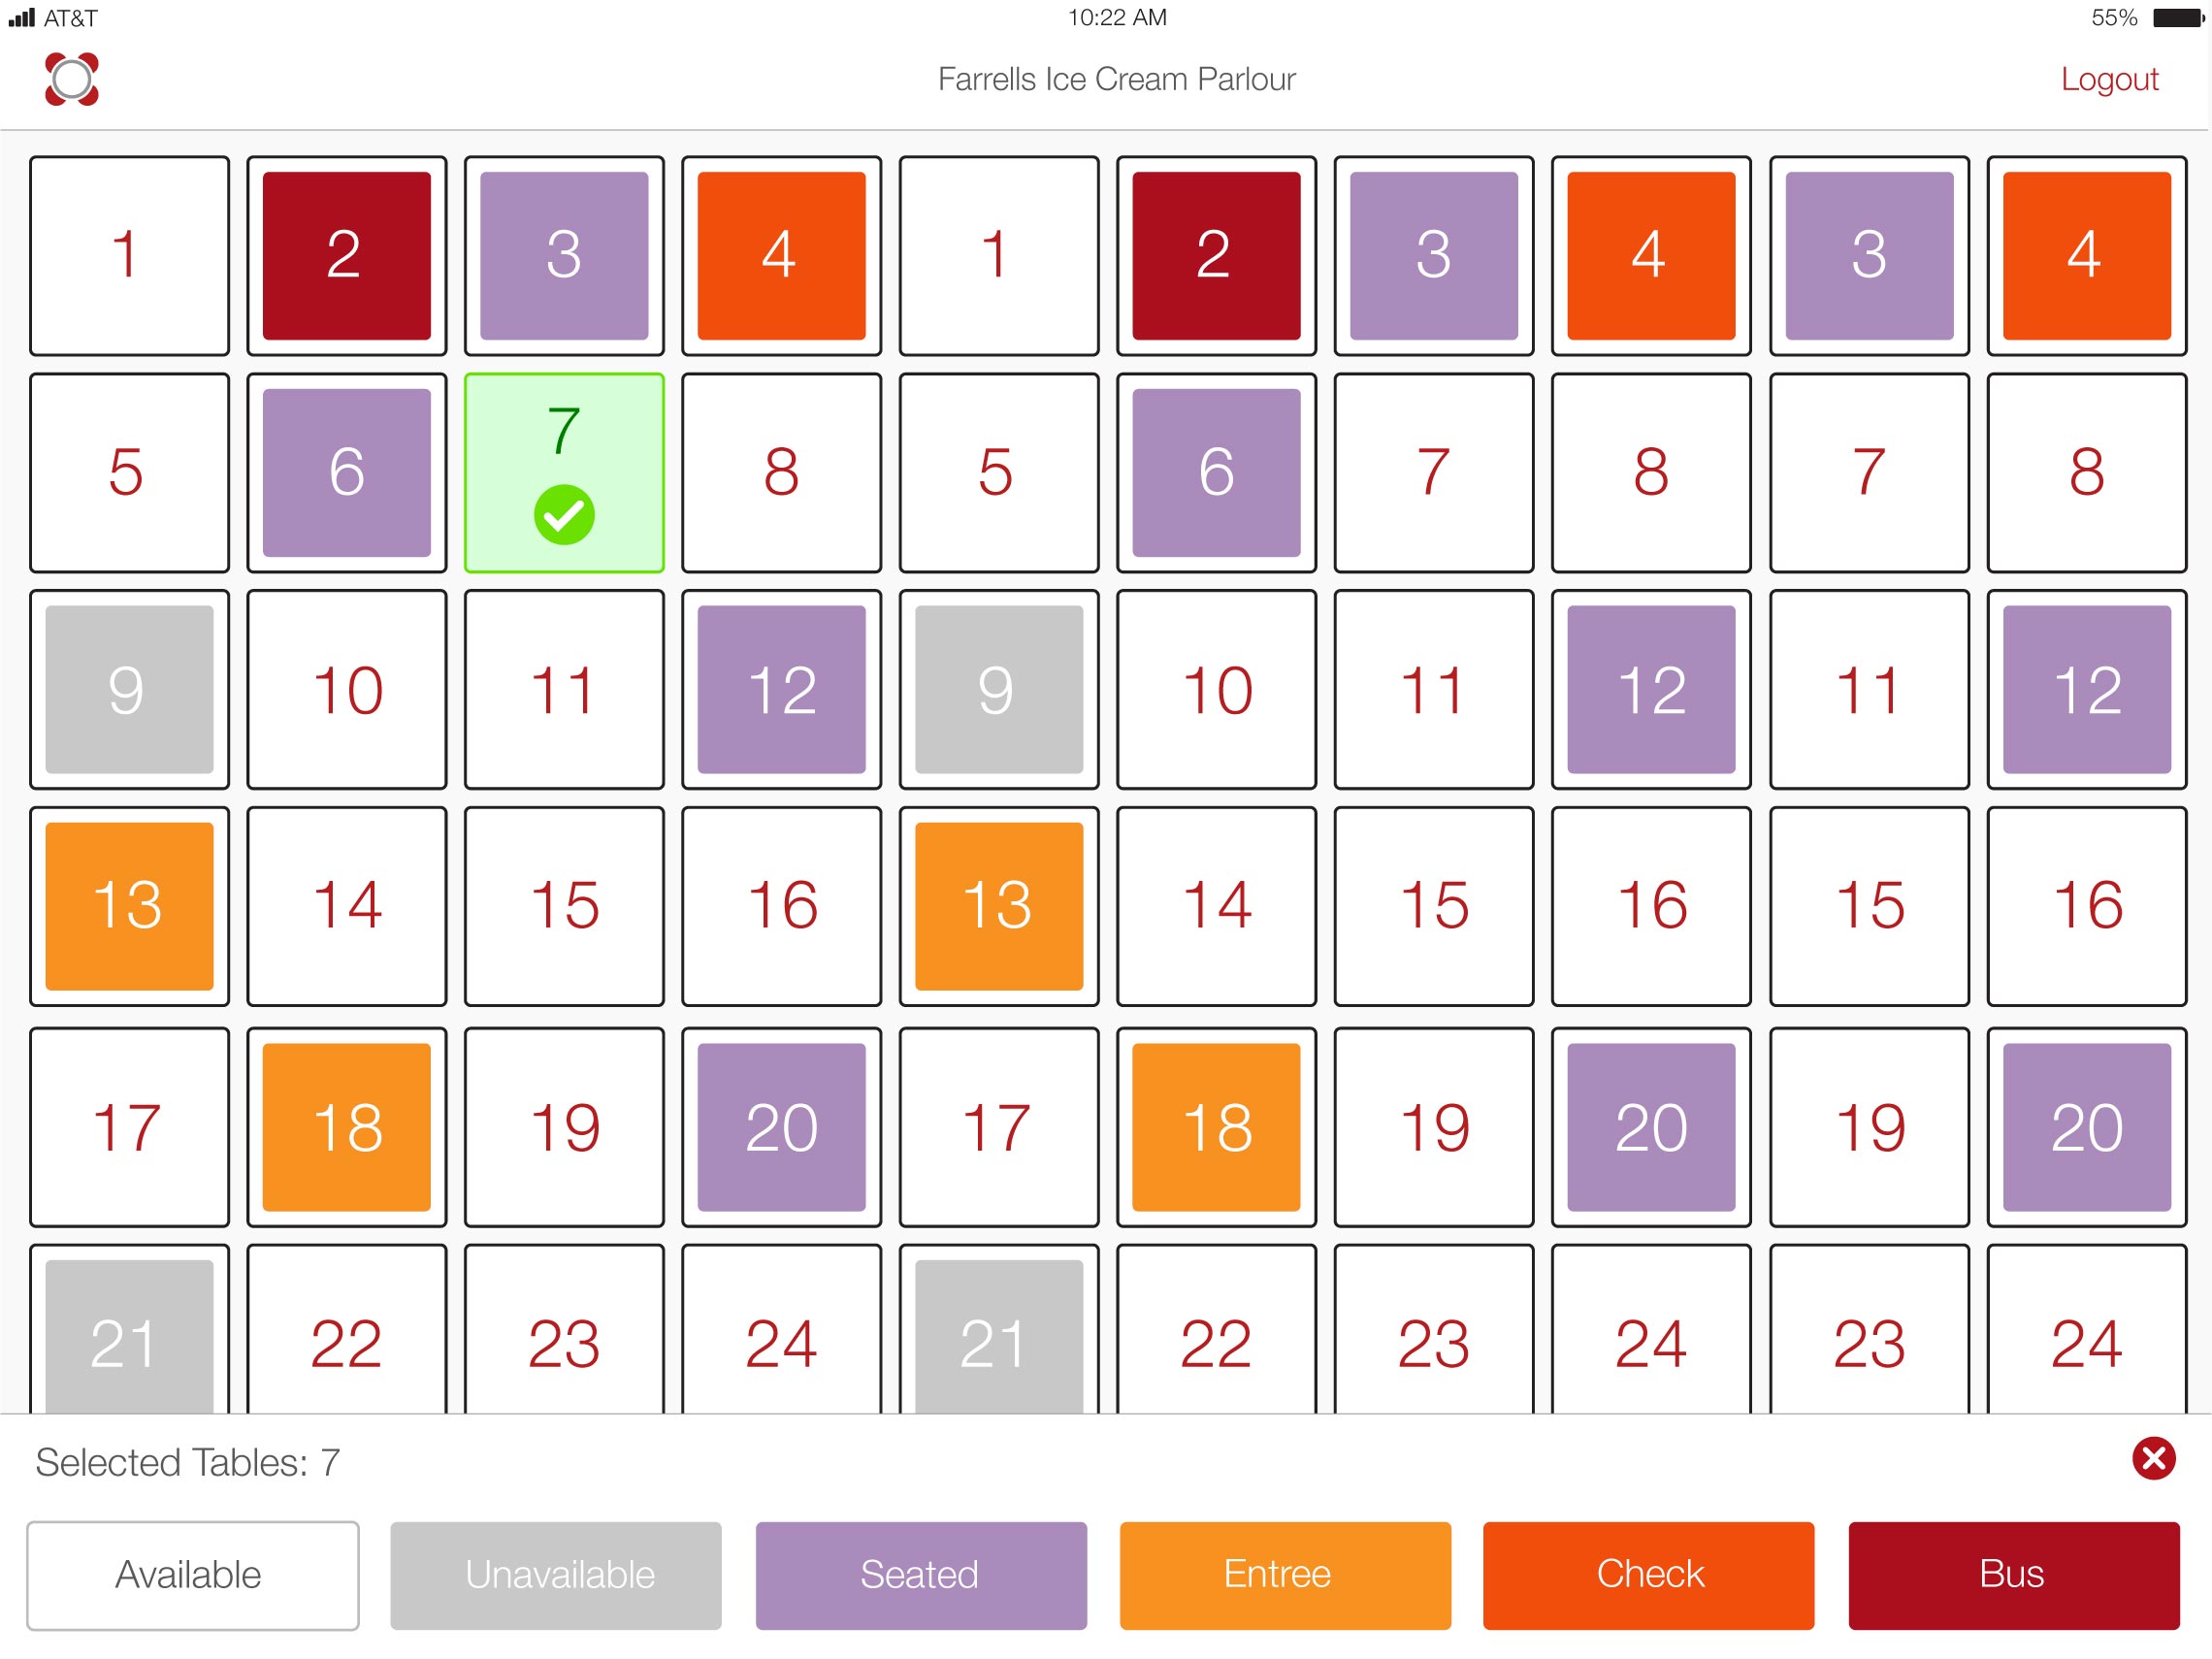 AT&T 10:22 AM 55%
Farrells Ice Cream Parlour Logout
1 2 3 4 1 2 3 4 3 4
5 6 7 8 5 6 7 8 7 8
9 10 11 12 9 10 11 12 11 12
13 14 15 16 13 14 15 16 15 16
17 18 19 20 17 18 19 20 19 20
21 22 23 24 21 22 23 24 23 24
Selected Tables: 7
Available Unavailable Seated Entree Check Bus